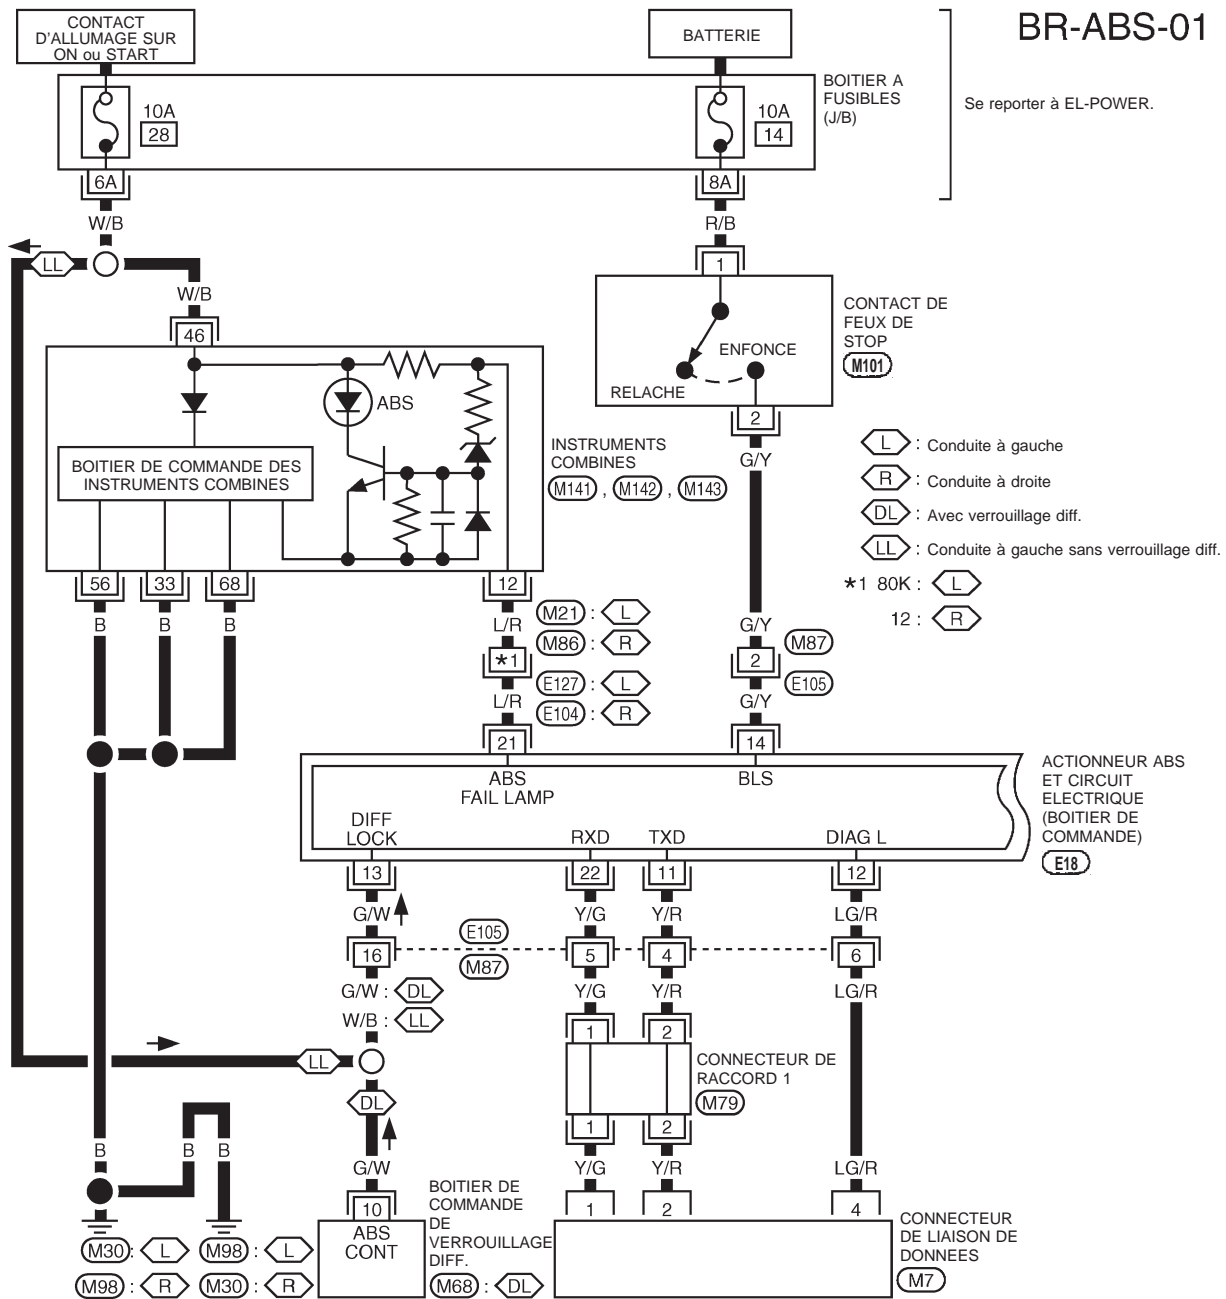 BR-ABS-01
CONTACT
D'ALLUMAGE SUR
ON ou START
BATTERIE
10A
28
10A
14
BOITIER A
FUSIBLES
(J/B)
Se reporter à EL-POWER.
6A
8A
W/B
R/B
LL
W/B
46
1
CONTACT DE
FEUX DE
STOP
M101
ENFONCE
RELACHE
2
ABS
BOITIER DE COMMANDE DES
INSTRUMENTS COMBINES
INSTRUMENTS
COMBINES
M141 , M142 , M143
G/Y
L : Conduite à gauche
R : Conduite à droite
DL : Avec verrouillage diff.
LL : Conduite à gauche sans verrouillage diff.
*1 80K : L
12 : R
56
33
68
12
B
B
B
L/R
M21 : L
M86 : R
*1
E127 : L
E104 : R
L/R
21
G/Y
M87
2
E105
G/Y
14
ABS
FAIL LAMP
BLS
DIFF
LOCK
RXD
TXD
DIAG L
ACTIONNEUR ABS
ET CIRCUIT
ELECTRIQUE
(BOITIER DE
COMMANDE)
E18
13
22
11
12
G/W
Y/G
Y/R
LG/R
E105
16
5
4
6
M87
G/W : DL
Y/G
Y/R
LG/R
W/B : LL
1
2
LL
CONNECTEUR DE
RACCORD 1
M79
DL
1
2
B
B
B
G/W
Y/G
Y/R
LG/R
10
1
2
4
ABS
CONT
BOITIER DE
COMMANDE
DE
VERROUILLAGE
DIFF.
M68 : DL
CONNECTEUR
DE LIAISON DE
DONNEES
M7
M30 : L
M98 : L
M98 : R
M30 : R